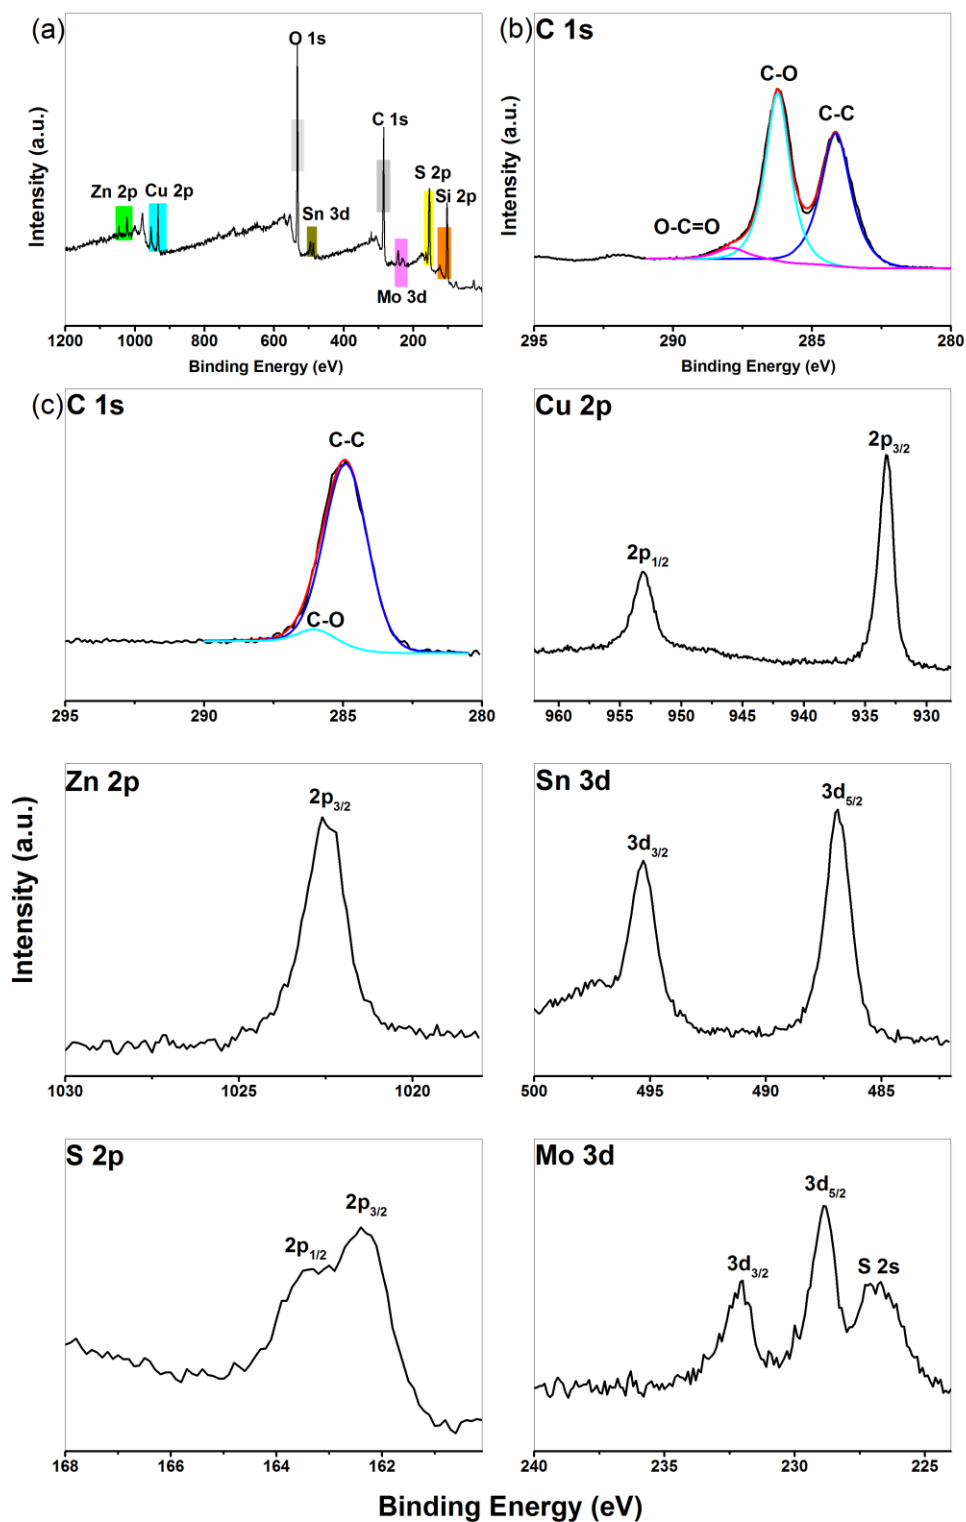 (a)
O 1s
C 1s
S 2p
Si 2p
Zn 2p
Cu 2p
Sn 3d
Mo 3d
Intensity (a.u.)
1200 1000 800 600 400 200
Binding Energy (eV)
(b) C 1s
C-O
C-C
O-C=O
Intensity (a.u.)
295 290 285 280
Binding Energy (eV)
(c) C 1s
C-C
C-O
295 290 285 280
Cu 2p
2p3/2
2p1/2
960 955 950 945 940 935 930
Zn 2p
2p3/2
1030 1025 1020
Sn 3d
3d5/2
3d3/2
500 495 490 485
Intensity (a.u.)
S 2p
2p3/2
2p1/2
168 166 164 162
Mo 3d
3d5/2
3d3/2
S 2s
240 235 230 225
Binding Energy (eV)